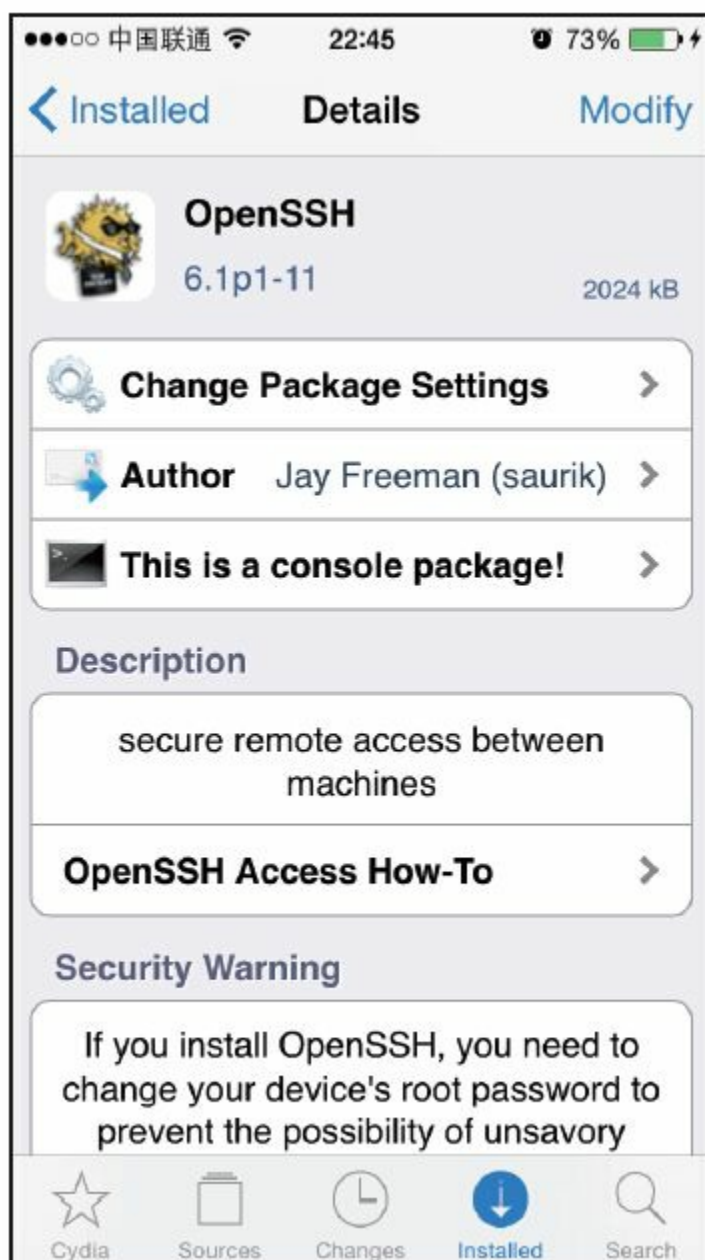 中国联通 22:45 73%
Installed Details Modify
OpenSSH
6.1p1-11 2024 kB
Change Package Settings
Author Jay Freeman (saurik)
This is a console package!
Description
secure remote access between
machines
OpenSSH Access How-To
Security Warning
If you install OpenSSH, you need to
change your device's root password to
prevent the possibility of unsavory
Cydia Sources Changes Installed Search